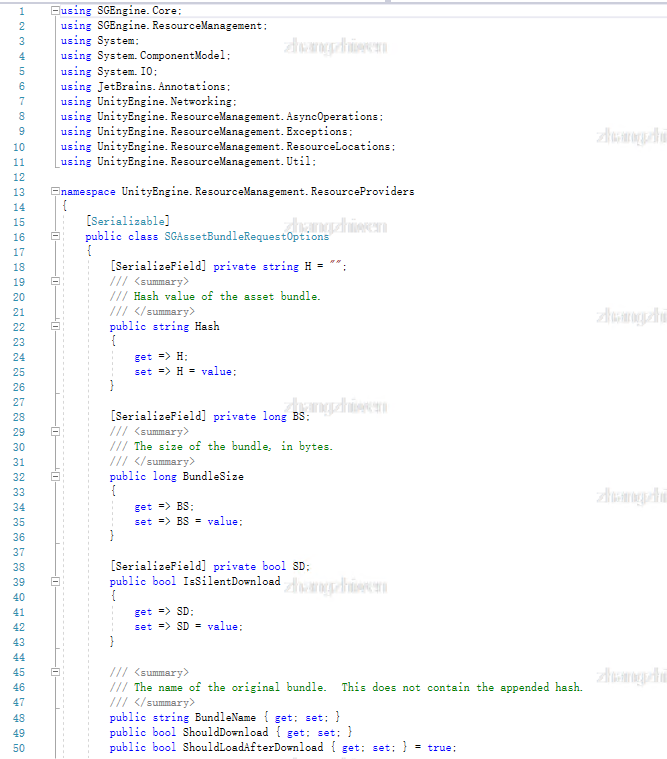 1 using SGEngine.Core;
2 using SGEngine.ResourceManagement;
3 using System;
4 using System.ComponentModel;
5 using System.IO;
6 using JetBrains.Annotations;
7 using UnityEngine.Networking;
8 using UnityEngine.ResourceManagement.AsyncOperations;
9 using UnityEngine.ResourceManagement.Exceptions;
10 using UnityEngine.ResourceManagement.ResourceLocations;
11 using UnityEngine.ResourceManagement.Util;
12
13 namespace UnityEngine.ResourceManagement.ResourceProviders
14 {
15 [Serializable]
16 public class SGAssetBundleRequestOptions
17 {
18 [SerializeField] private string H = "";
19 /// <summary>
20 /// Hash value of the asset bundle.
21 /// </summary>
22 public string Hash
23 {
24 get => H;
25 set => H = value;
26 }
27
28 [SerializeField] private long BS;
29 /// <summary>
30 /// The size of the bundle, in bytes.
31 /// </summary>
32 public long BundleSize
33 {
34 get => BS;
35 set => BS = value;
36 }
37
38 [SerializeField] private bool SD;
39 public bool IsSilentDownload
40 {
41 get => SD;
42 set => SD = value;
43 }
44
45 /// <summary>
46 /// The name of the original bundle.  This does not contain the appended hash.
47 /// </summary>
48 public string BundleName { get; set; }
49 public bool ShouldDownload { get; set; }
50 public bool ShouldLoadAfterDownload { get; set; } = true;